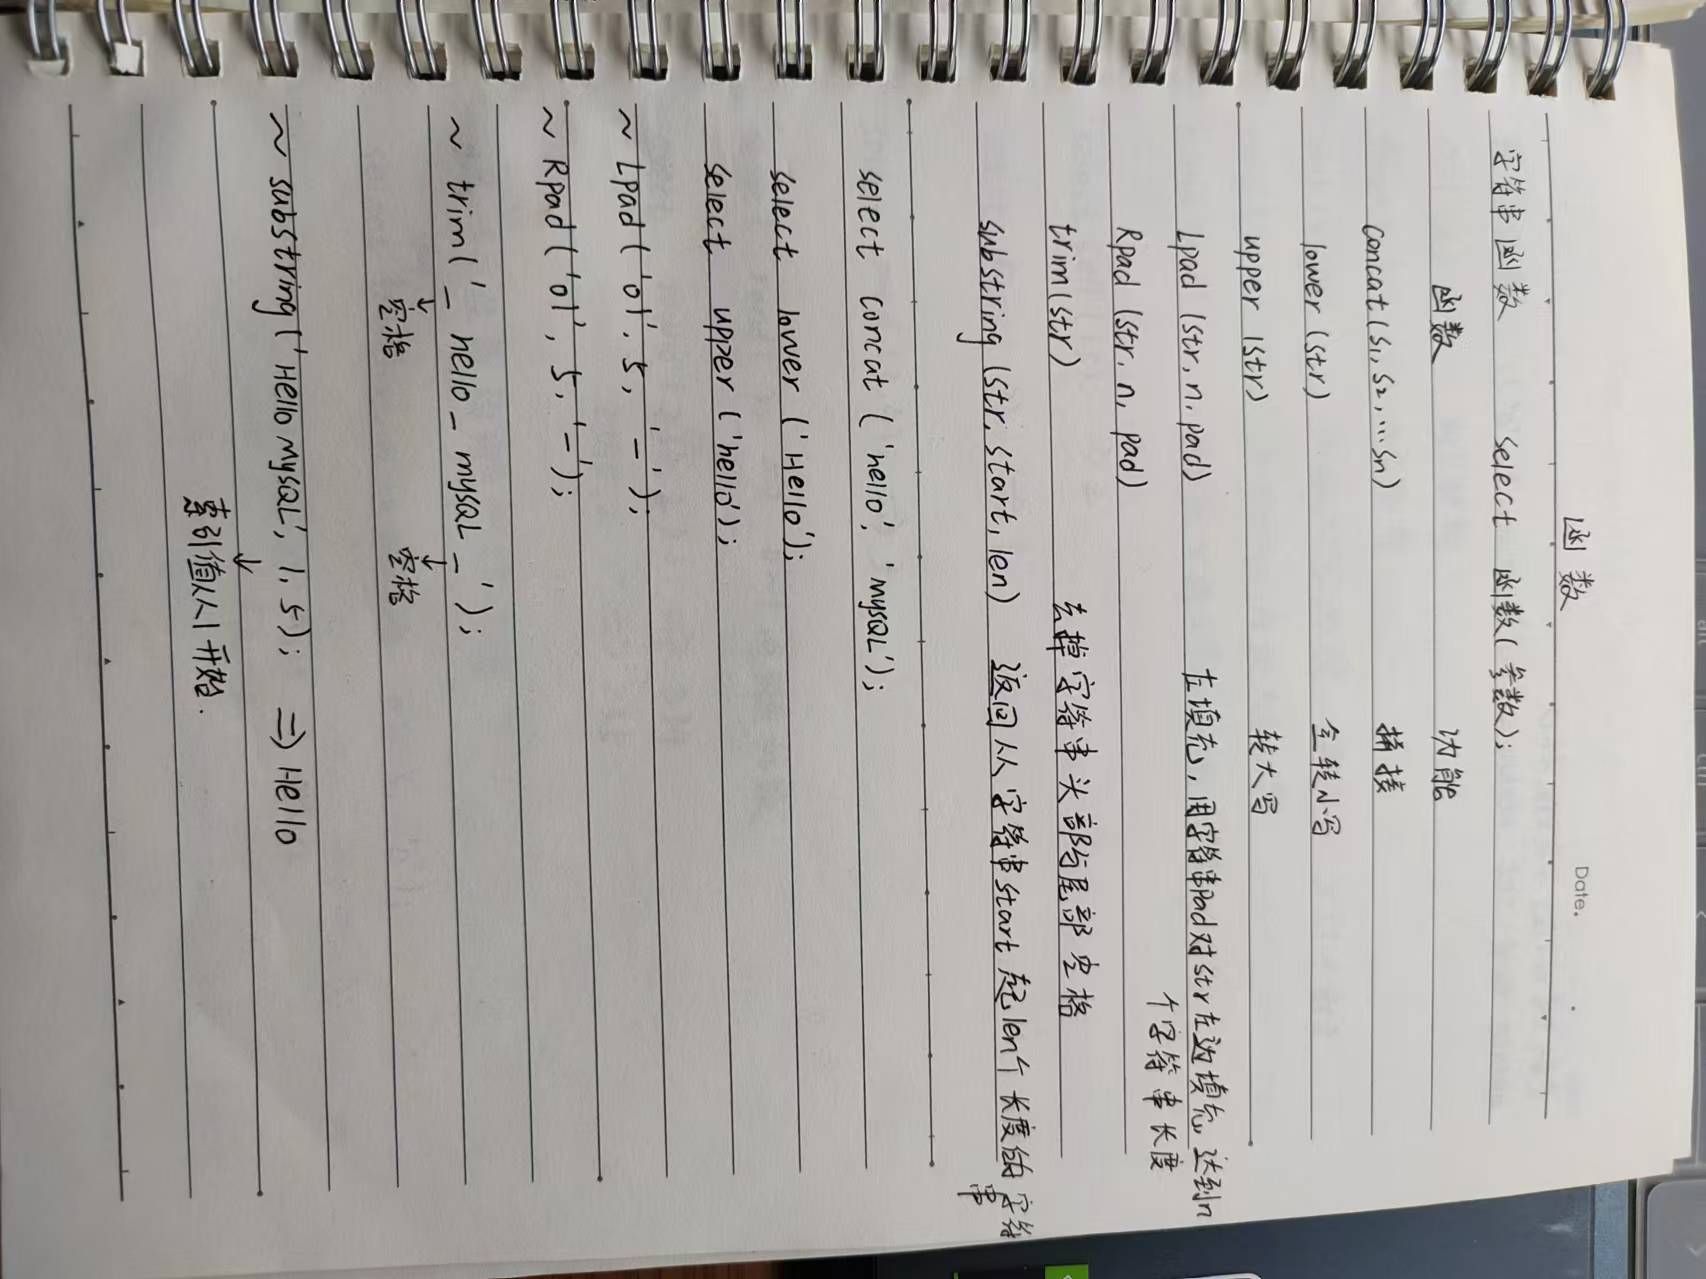 函数
Date.
字符串函数 select 函数(参数);
函数 功能
concat(S1, S2, ...Sn) 拼接
lower (str) 全转小写
upper (str) 转大写
Lpad (str, n, pad) 左填充, 用字符串pad对str左边填充, 达到n
个字符串长度
Rpad (str, n, pad)
trim(str) 去掉字符串头部与尾部空格
substring (str, start, len) 返回从字符串start起len个长度的字符
串
select concat ('hello', 'MySQL');
select lower ('Hello');
select upper ('hello');
~ Lpad ('01', 5, '-');
~ Rpad ('01', 5, '-');
~ trim('_ hello _ mySQL _');
↓ ↓
空格 空格
~ substring ('Hello MySQL', 1, 5); => Hello
↓
索引值从1开始.